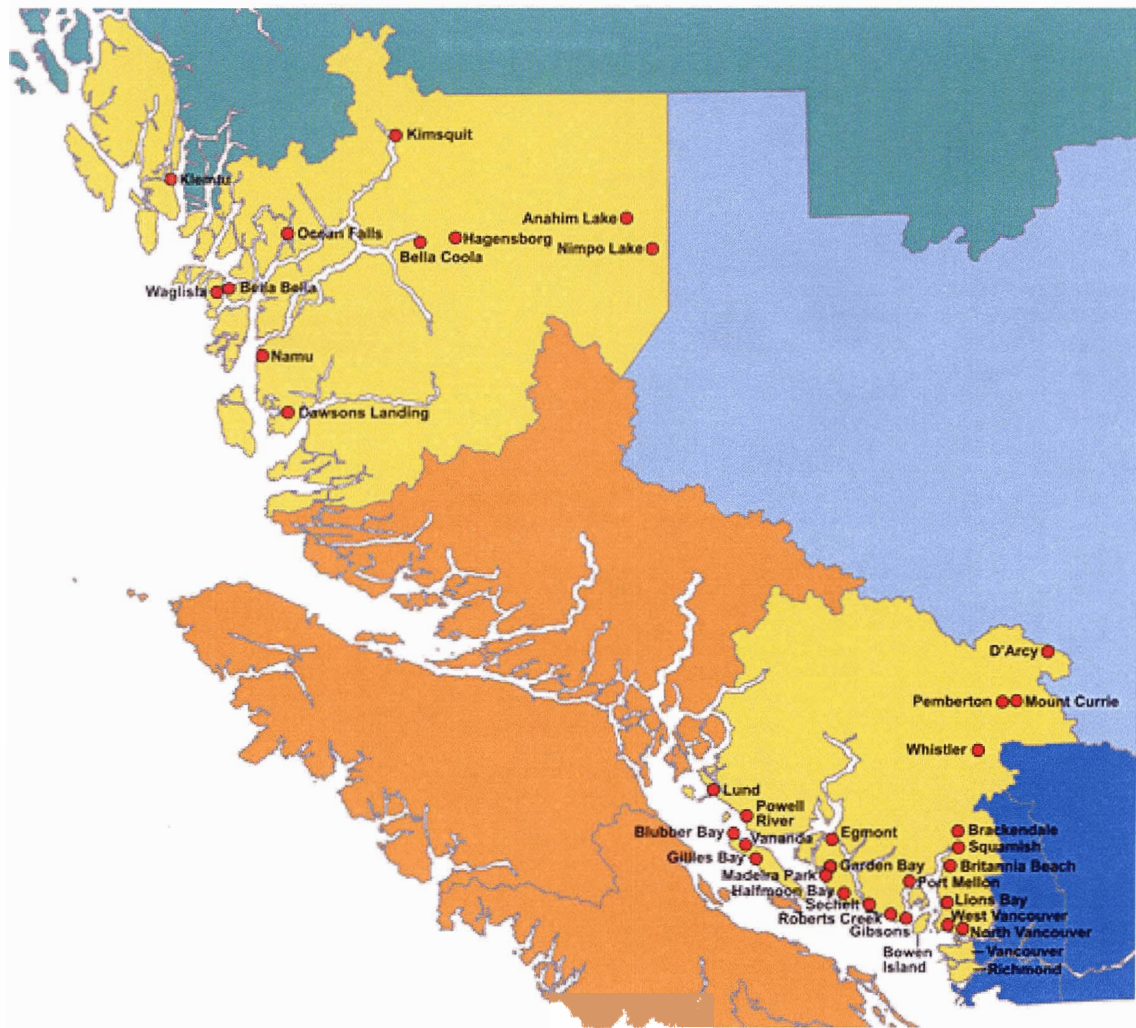 Kimsquit
Klemtu
Anahim Lake
Ocean Falls
Hagensborg
Nimpo Lake
Bella Coola
Waglisla
Bella Bella
Namu
Dawsons Landing
D'Arcy
Pemberton
Mount Currie
Whistler
Lund
Powell
River
Blubber Bay
Vananda
Egmont
Brackendale
Squamish
Gillies Bay
Garden Bay
Britannia Beach
Madeira Park
Port Mellon
Halfmoon Bay
Sechelt
Lions Bay
Roberts Creek
West Vancouver
Gibsons
North Vancouver
Bowen
Island
Vancouver
Richmond